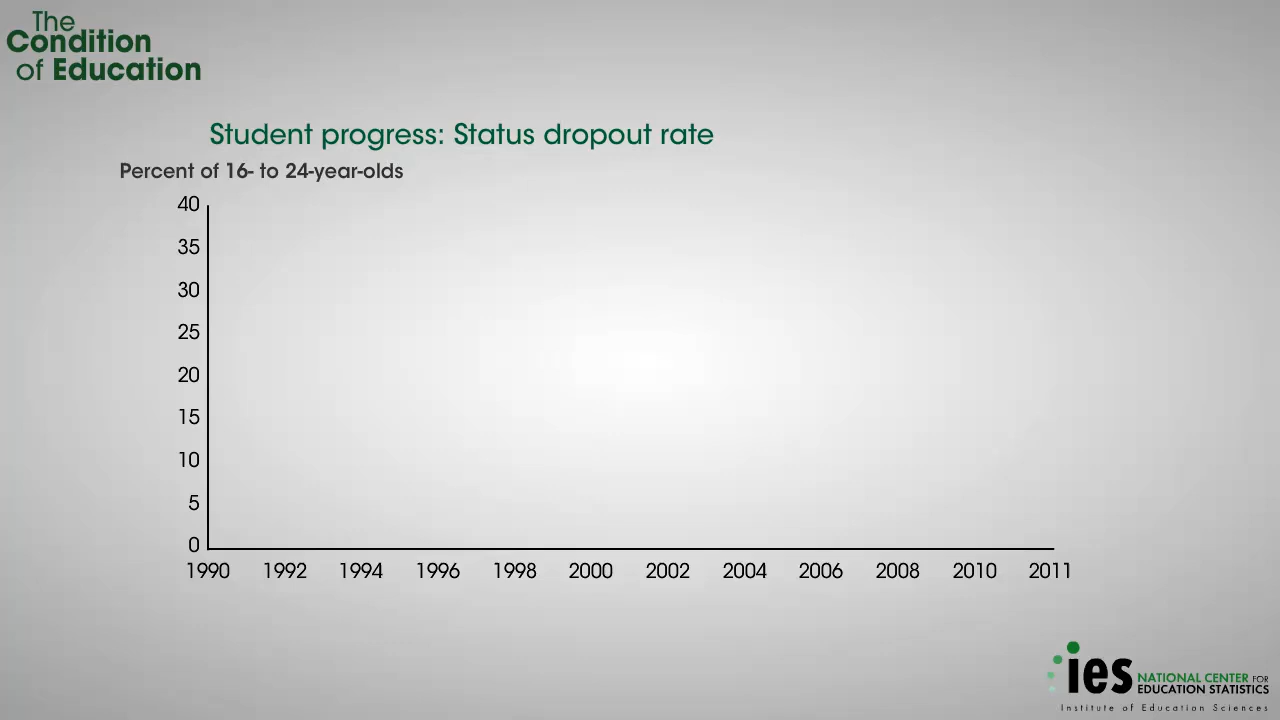 The
Condition
of Education
Student progress: Status dropout rate
Percent of 16- to 24-year-olds
40
35
30
25
20
15
10
5
0
1990 1992 1994 1996 1998 2000 2002 2004 2006 2008 2010 2011
ies NATIONAL CENTER FOR
EDUCATION STATISTICS
Institute of Education Sciences